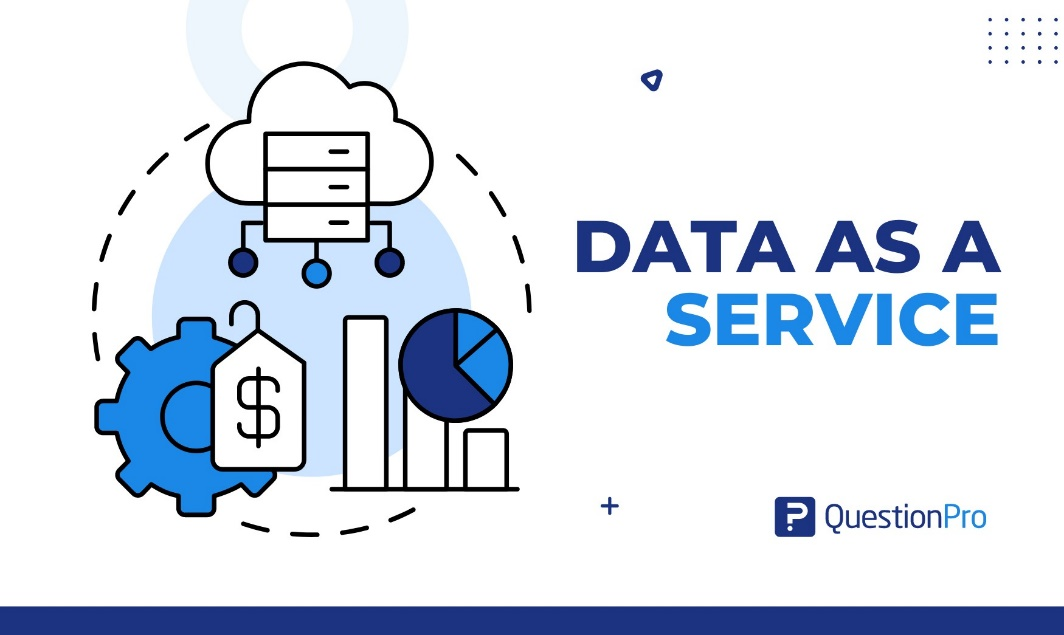 DATA AS A
SERVICE
$
QuestionPro